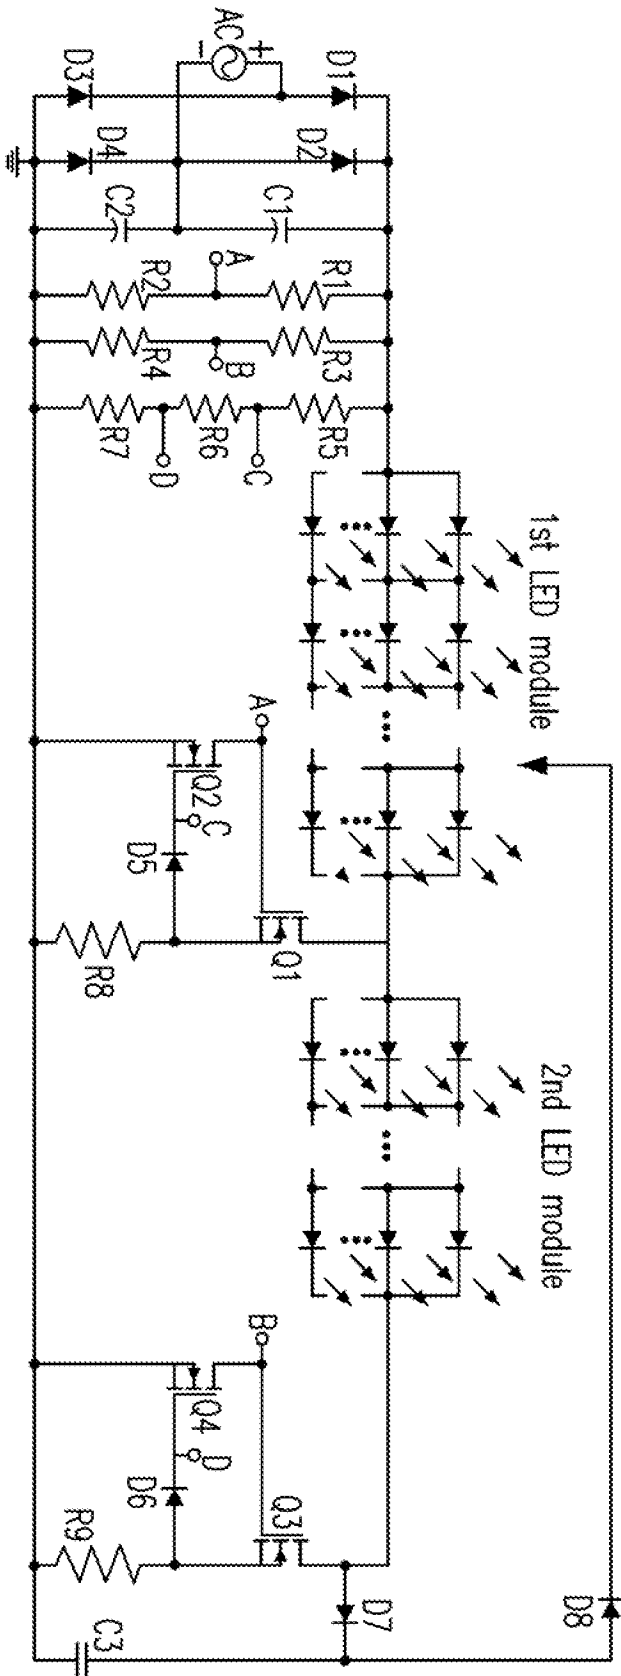 AC
- +
D1
D3
D2
D4
C1
C2
A
R1
R2
R3
R4
B
R5
R6
R7
C
D
1st LED module
A
Q2
C
D5
Q1
R8
2nd LED module
B
Q4
D
D6
Q3
R9
D7
D8
C3